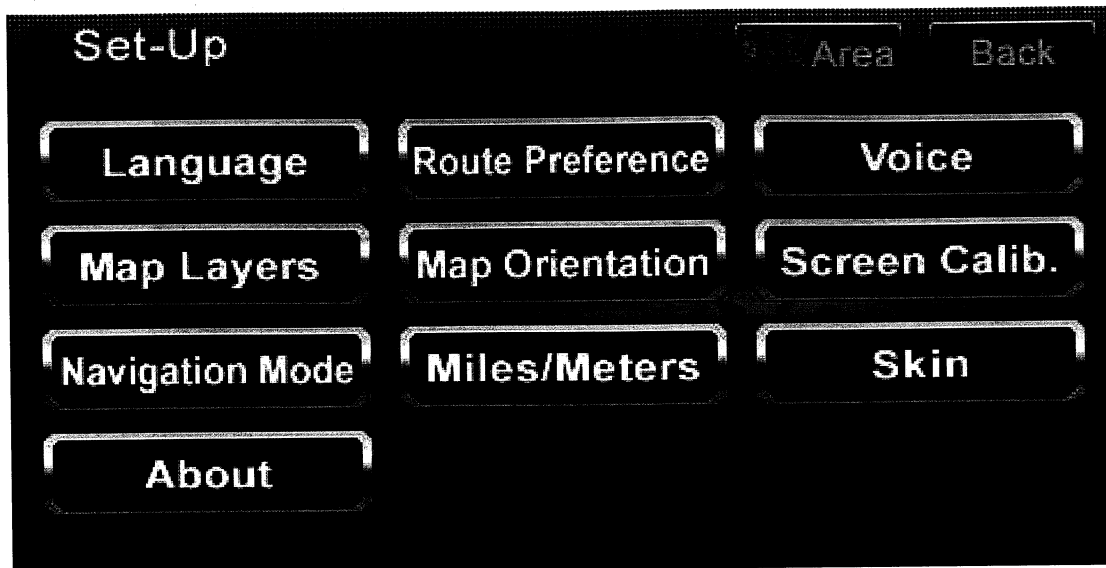 Set-Up
Area
Back
Language
Route Preference
Voice
Map Layers
Map Orientation
Screen Calib.
Navigation Mode
Miles/Meters
Skin
About